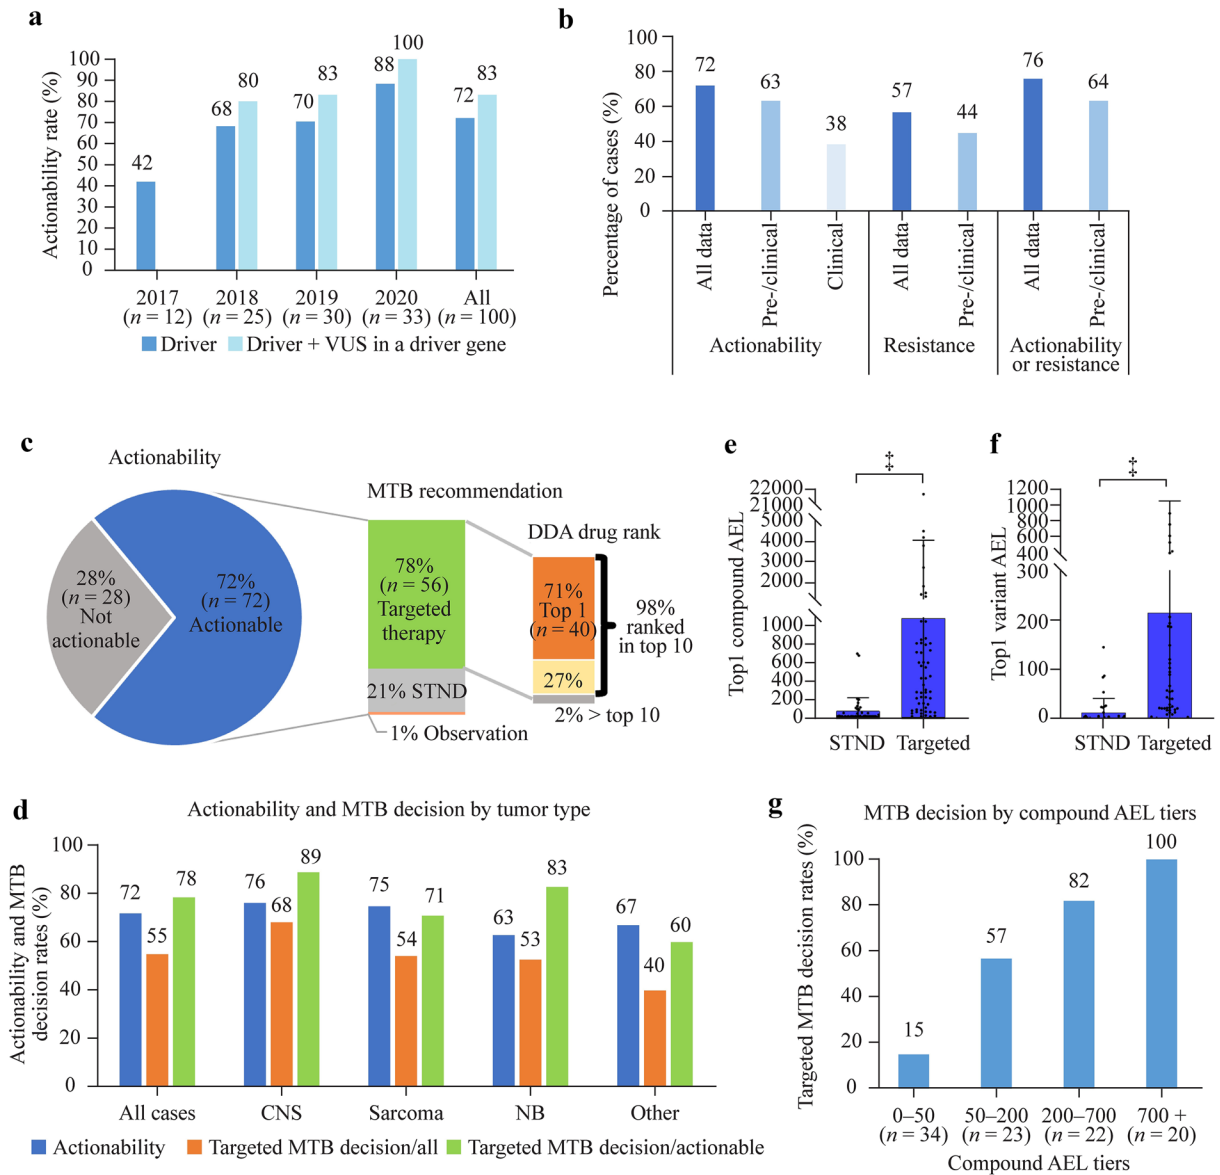 a
Actionability rate (%)
100
90
80
70
60
50
40
30
20
10
0
42
68
80
70
83
88
100
72
83
2017
(n = 12)
2018
(n = 25)
2019
(n = 30)
2020
(n = 33)
All
(n = 100)
Driver
Driver + VUS in a driver gene
b
Percentage of cases (%)
100
80
60
40
20
0
72
63
38
57
44
76
64
All data
Pre-/clinical
Clinical
All data
Pre-/clinical
All data
Pre-/clinical
Actionability
Resistance
Actionability
or resistance
c
Actionability
28%
(n = 28)
Not
actionable
72%
(n = 72)
Actionable
MTB recommendation
78%
(n = 56)
Targeted
therapy
21% STND
1% Observation
DDA drug rank
71%
Top 1
(n = 40)
27%
2% > top 10
98%
ranked
in top 10
e
Top1 compound AEL
22000
21000
5000
4000
3000
2000
1000
800
600
400
200
0
‡
STND
Targeted
f
Top1 variant AEL
1200
1000
800
600
400
300
200
100
0
‡
STND
Targeted
d
Actionability and MTB decision by tumor type
Actionability and MTB
decision rates (%)
100
80
60
40
20
0
72
55
78
76
68
89
75
54
71
63
53
83
67
40
60
All cases
CNS
Sarcoma
NB
Other
Actionability
Targeted MTB decision/all
Targeted MTB decision/actionable
g
MTB decision by compound AEL tiers
Targeted MTB decision rates (%)
100
80
60
40
20
0
15
57
82
100
0–50
(n = 34)
50–200
(n = 23)
200–700
(n = 22)
700 +
(n = 20)
Compound AEL tiers